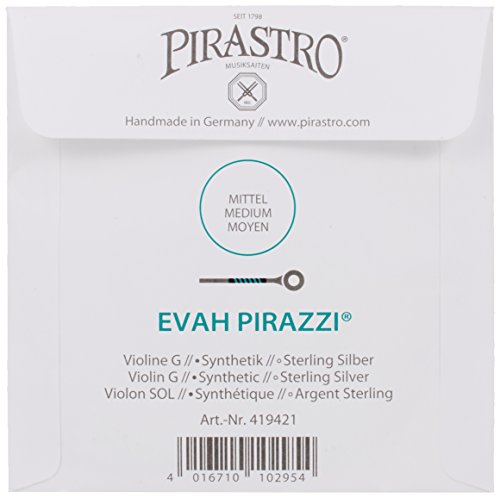 SEIT 1798
PIRASTRO
MUSIKSAITEN
Handmade in Germany // www.pirastro.com
MITTEL
MEDIUM
MOYEN
EVAH PIRAZZI®
Violine G //•Synthetik //◦Sterling Silber
Violin G //•Synthetic //◦Sterling Silver
Violon SOL //•Synthétique //◦Argent Sterling
Art.-Nr. 419421
4 016710 102954